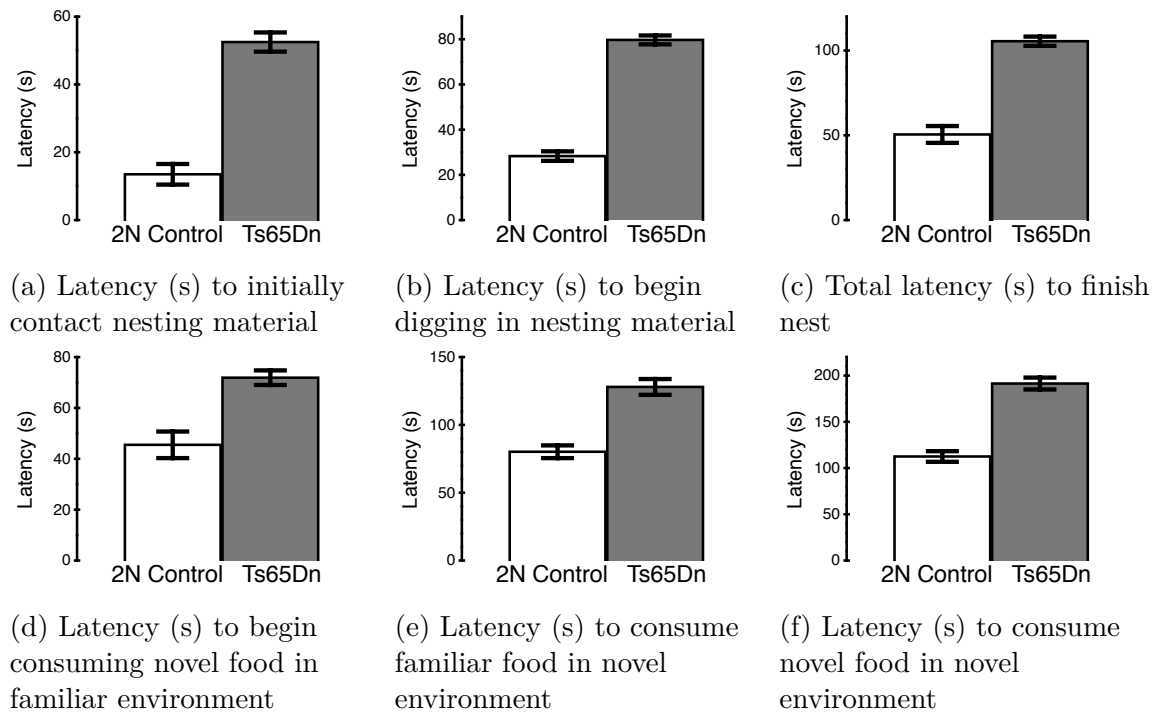 60
40
20
0
Latency (s)
2N Control Ts65Dn
(a) Latency (s) to initially
contact nesting material
80
60
40
20
0
Latency (s)
2N Control Ts65Dn
(b) Latency (s) to begin
digging in nesting material
100
50
0
Latency (s)
2N Control Ts65Dn
(c) Total latency (s) to finish
nest
80
60
40
20
0
Latency (s)
2N Control Ts65Dn
(d) Latency (s) to begin
consuming novel food in
familiar environment
150
100
50
0
Latency (s)
2N Control Ts65Dn
(e) Latency (s) to consume
familiar food in novel
environment
200
150
100
50
0
Latency (s)
2N Control Ts65Dn
(f) Latency (s) to consume
novel food in novel
environment